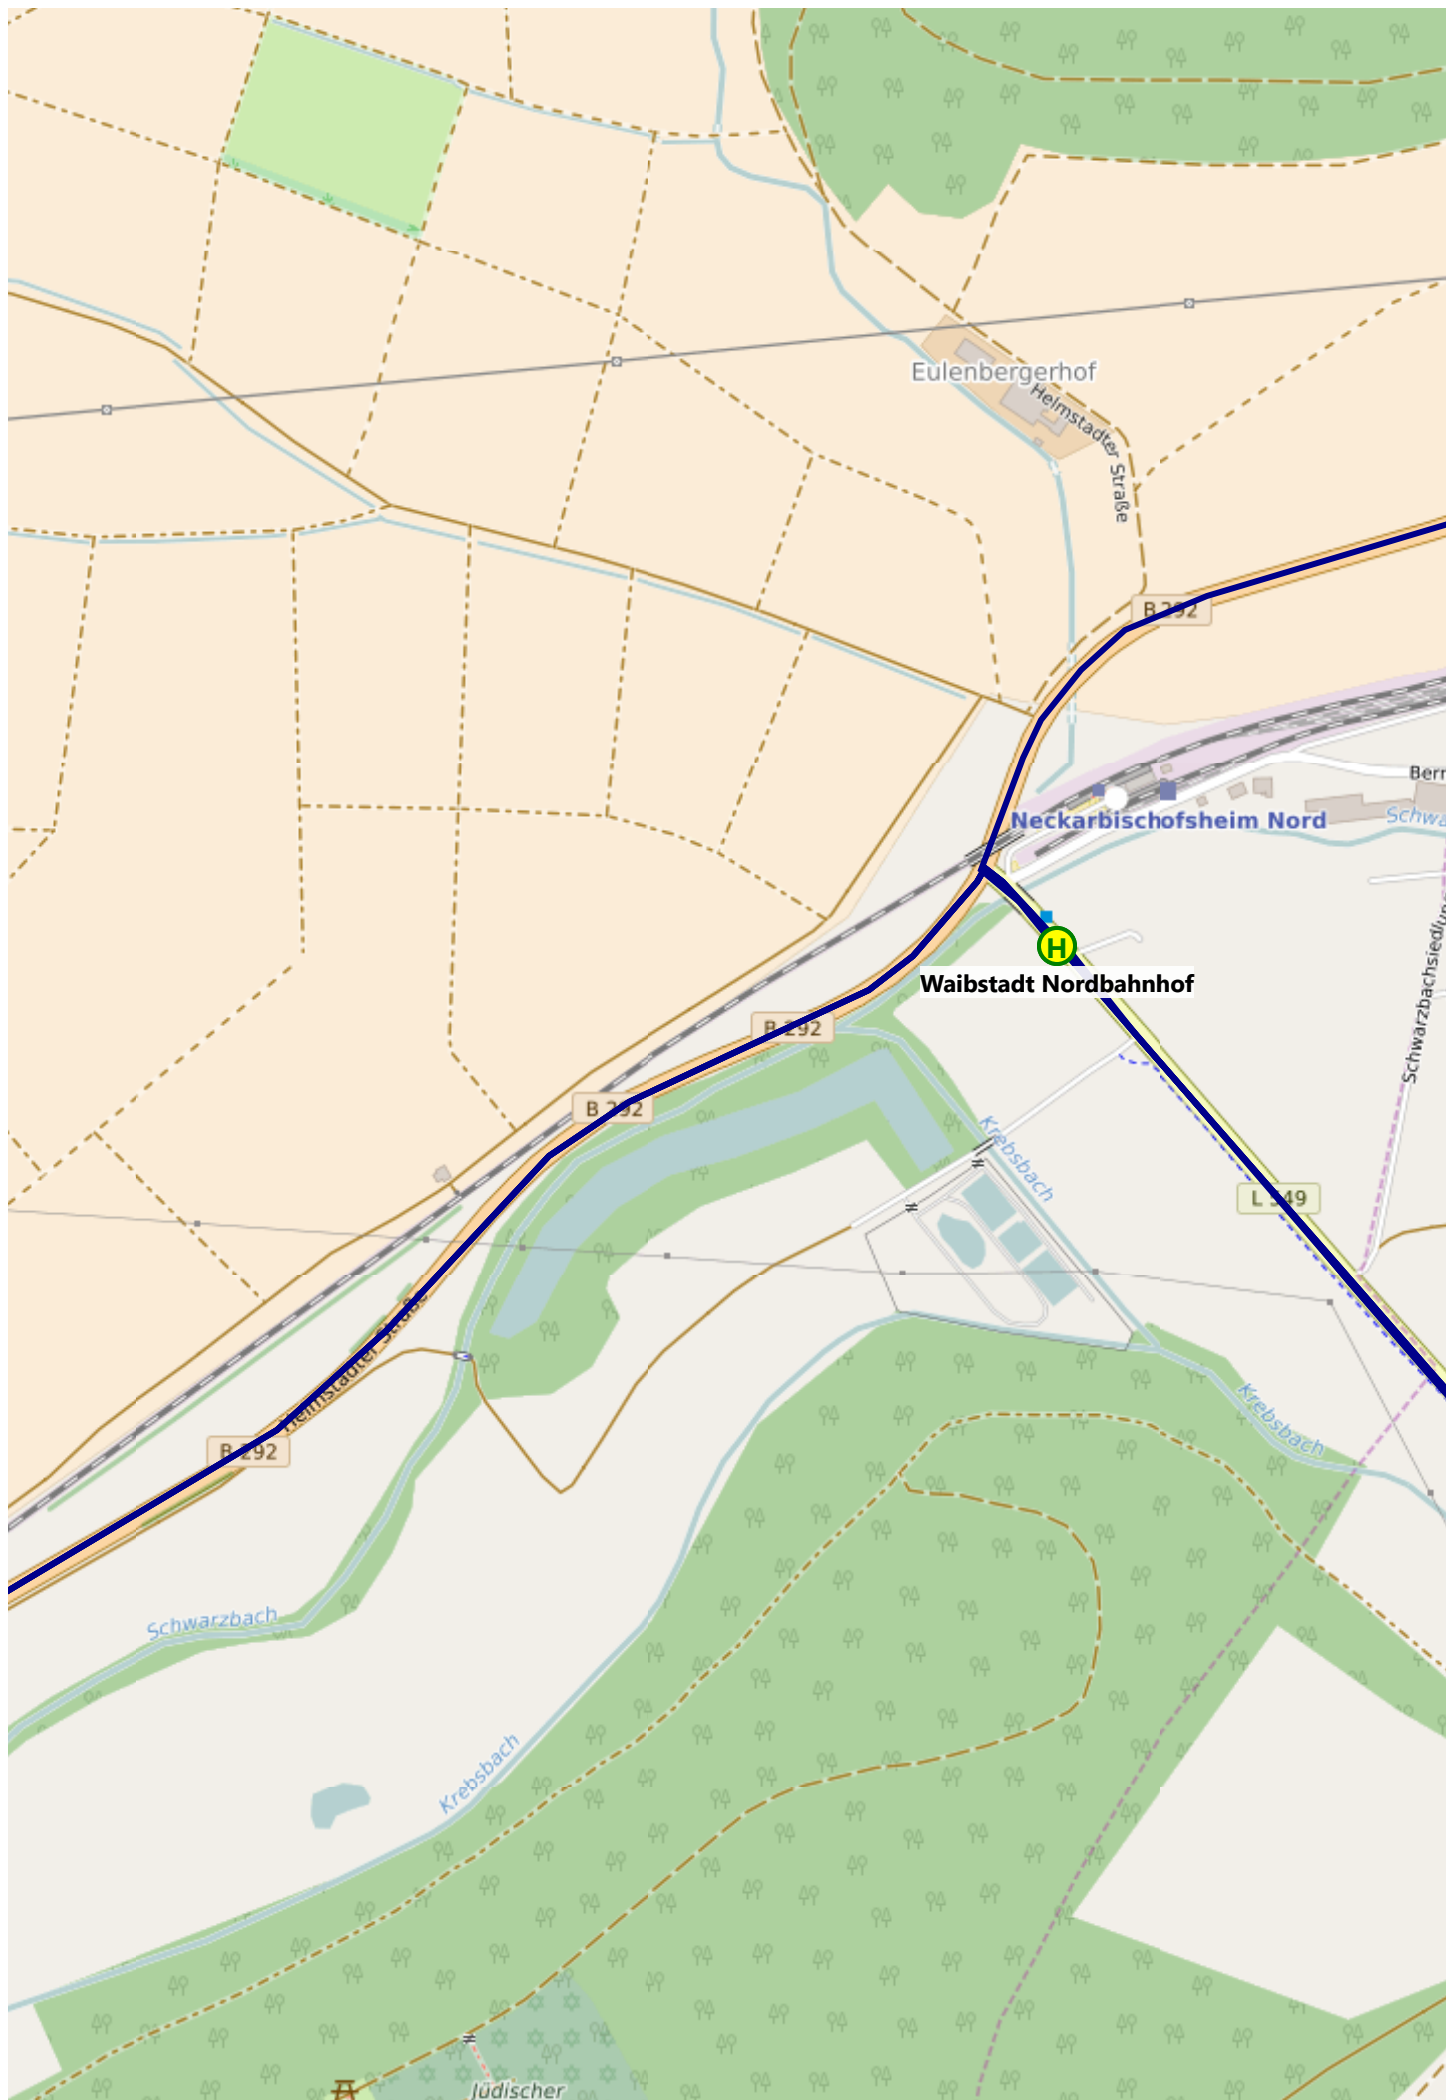 Eulenbergerhof
Helmstadter Straße
B 292
Bern
Neckarbischofsheim Nord
Schwa
H
Waibstadt Nordbahnhof
Schwarzbachsiedlung
B 292
B 292
Krebsbach
L 549
Helmstadter Straße
B 292
Krebsbach
Schwarzbach
Krebsbach
Jüdischer